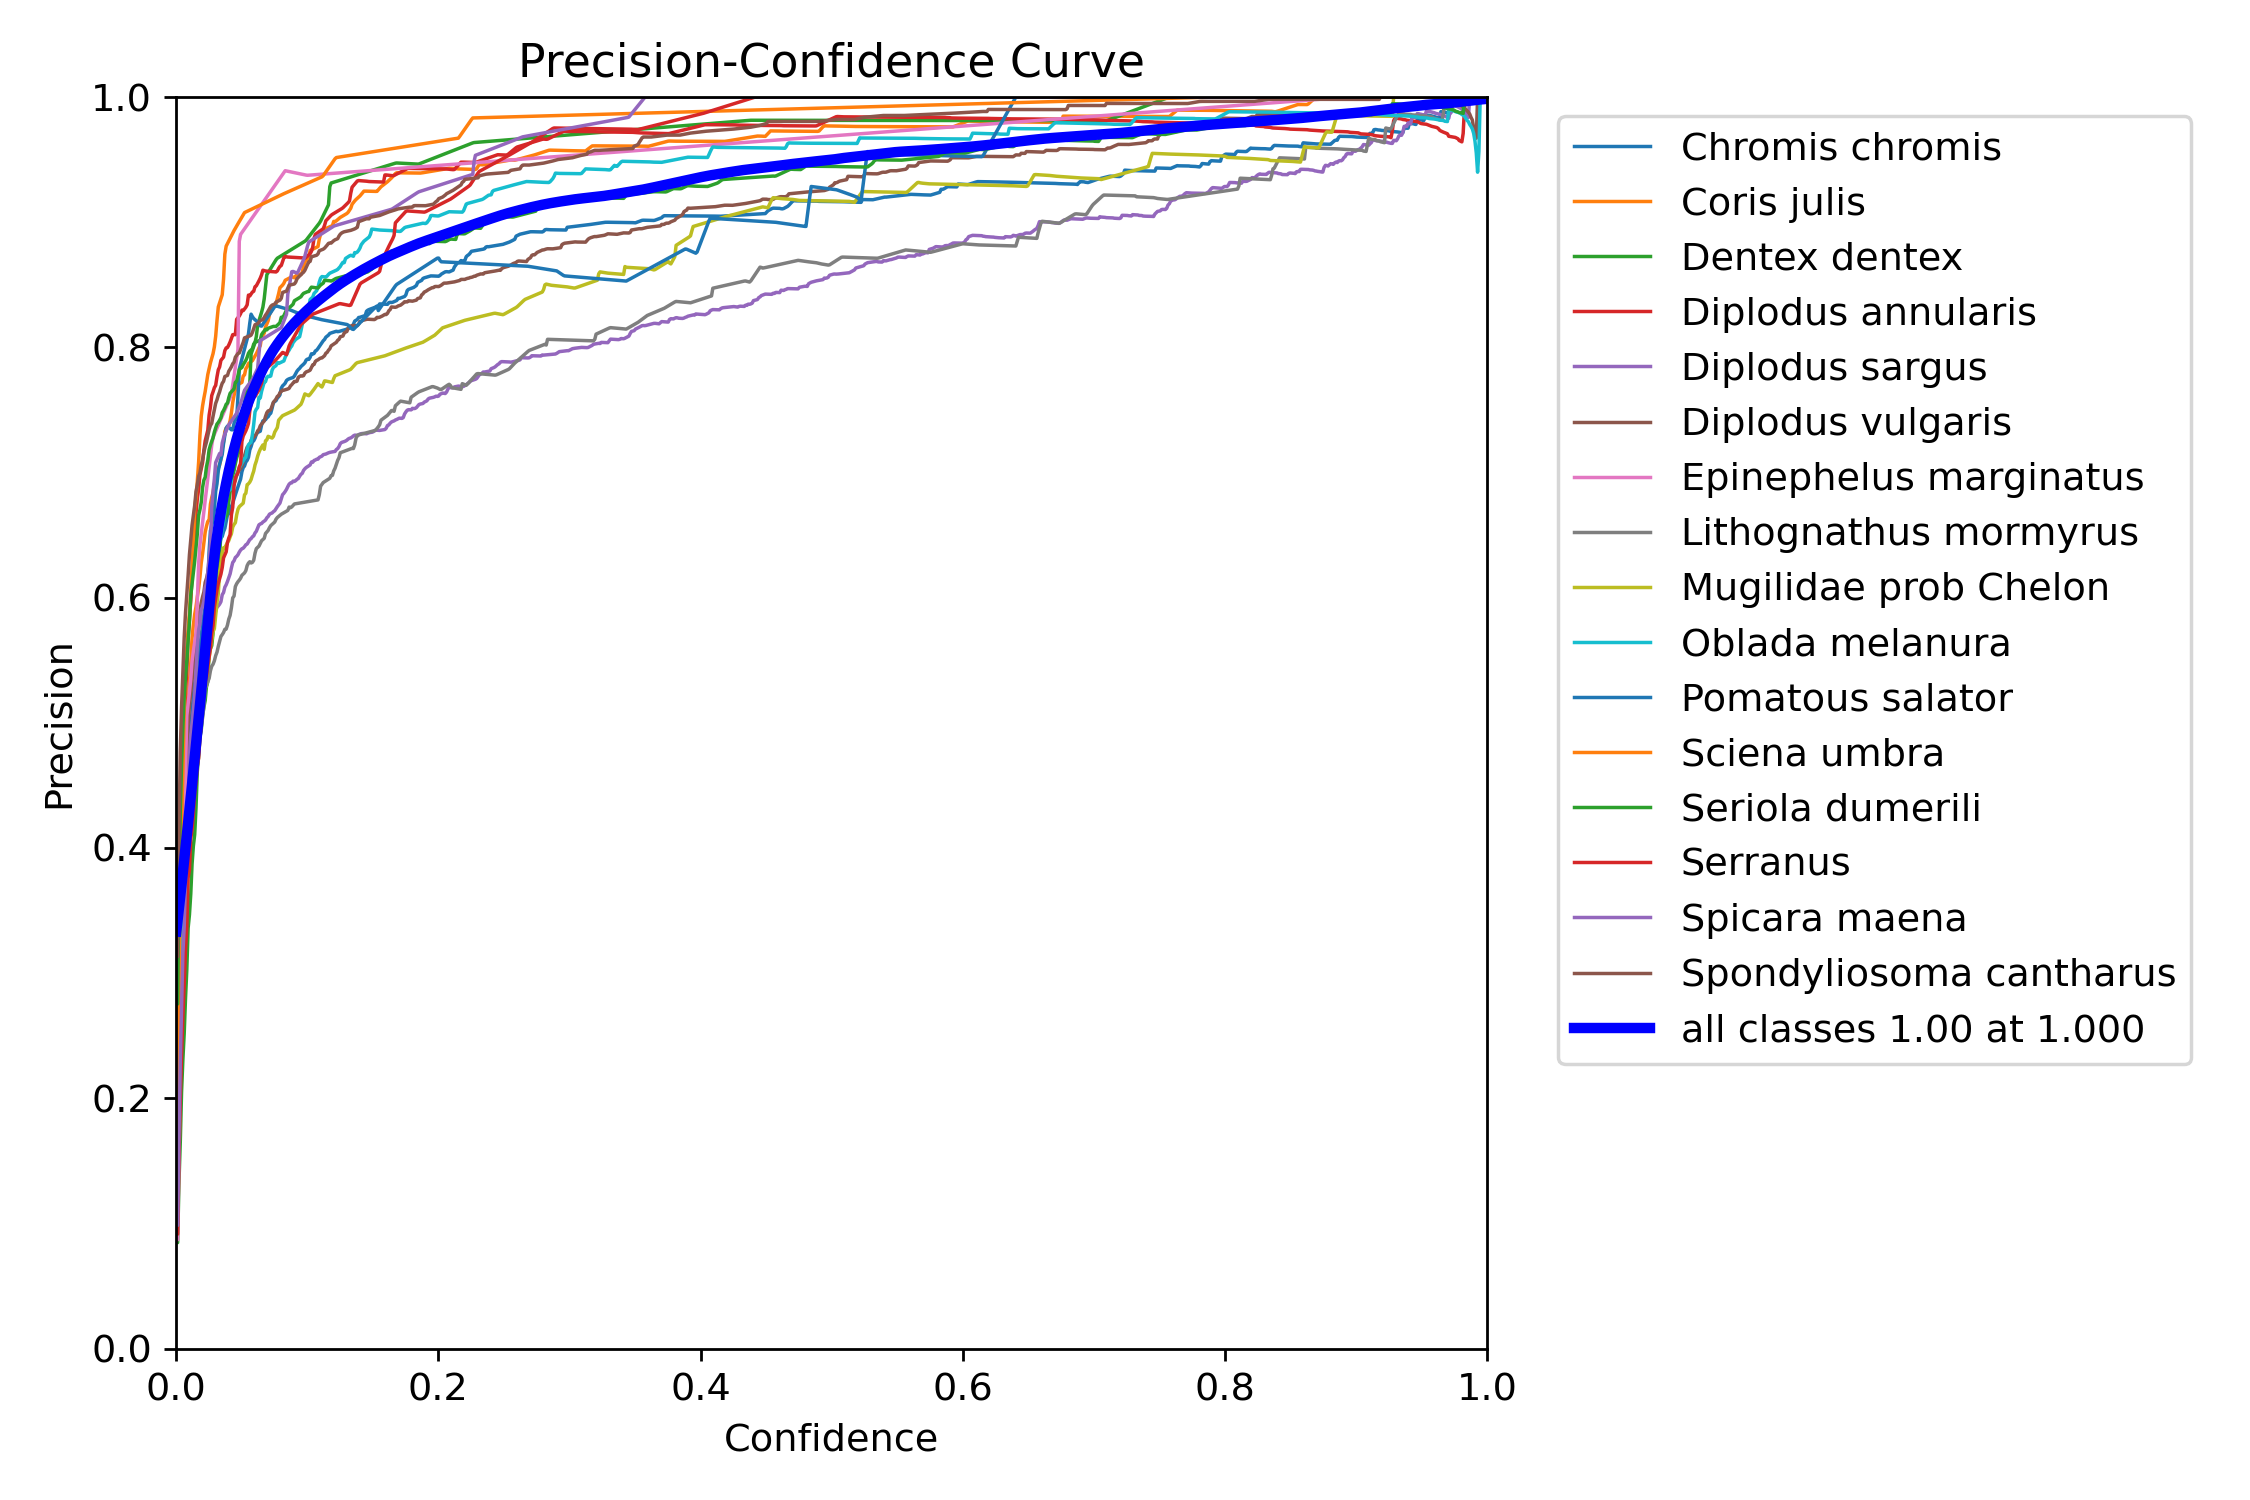 Precision-Confidence Curve
1.0
0.8
0.6
0.4
0.2
0.0
Precision
0.0 0.2 0.4 0.6 0.8 1.0
Confidence
Chromis chromis
Coris julis
Dentex dentex
Diplodus annularis
Diplodus sargus
Diplodus vulgaris
Epinephelus marginatus
Lithognathus mormyrus
Mugilidae prob Chelon
Oblada melanura
Pomatous salator
Sciena umbra
Seriola dumerili
Serranus
Spicara maena
Spondyliosoma cantharus
all classes 1.00 at 1.000